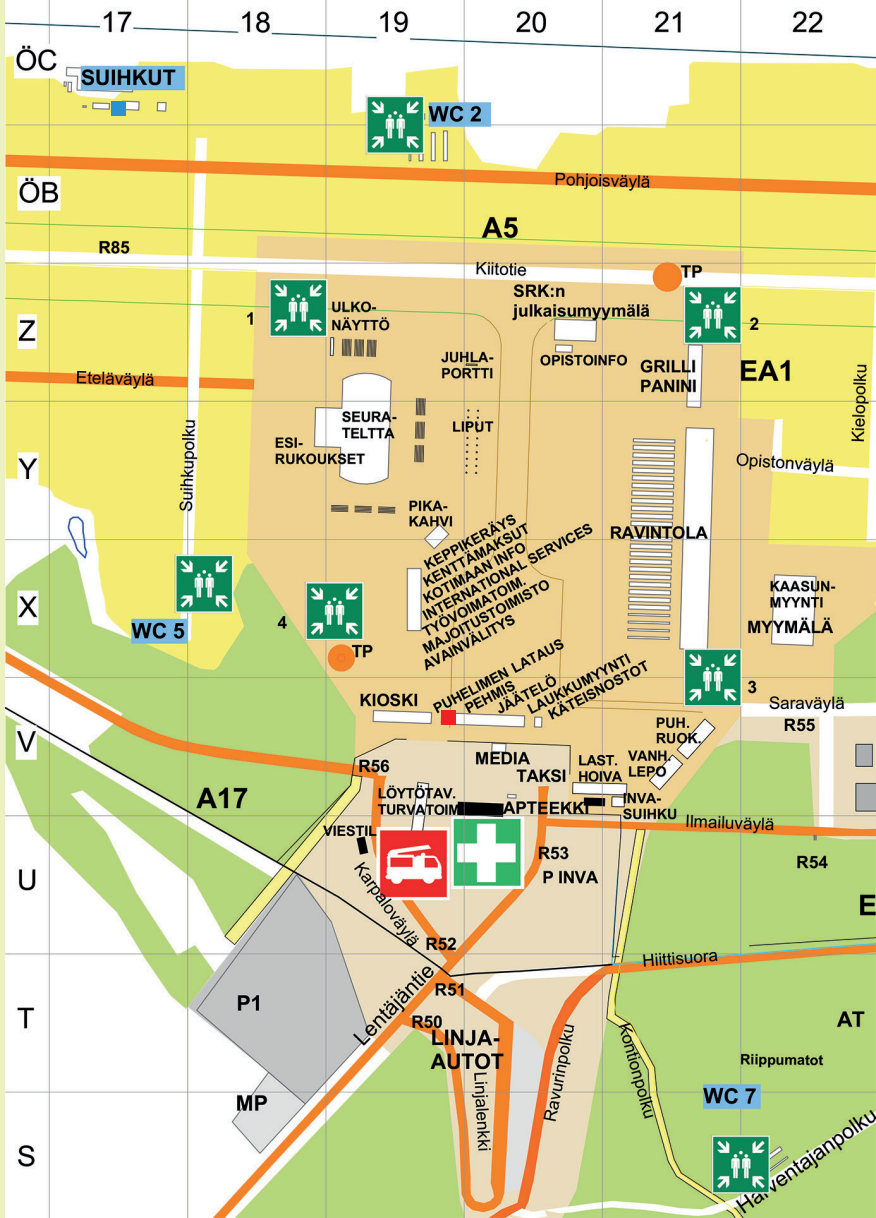 17 18 19 20 21 22
ÖC
SUIHKUT
WC 2
ÖB
Pohjoisväylä
A5
R85
Kiitotie
TP
Z
1
ULKO-
NÄYTTÖ
SRK:n
julkaisumyymälä
2
JUHLA-
PORTTI
OPISTOINFO
GRILLI
PANINI
EA1
Eteläväylä
Kielopolku
Suihkupolku
SEURA-
TELTTA
LIPUT
ESI-
RUKOUKSET
Y
Opistonväylä
PIKA-
KAHVI
RAVINTOLA
KEPPIKERÄYS
KENTTÄMAKSUT
KOTIMAAN INFO
INTERNATIONAL SERVICES
TYÖVOIMATOIM.
MAJOITUSTOIMISTO
AVAINVÄLITYS
X
KAASUN-
MYYNTI
MYYMÄLÄ
WC 5
4
TP
3
KIOSKI
PUHELIMEN LATAUS
PEHMIS
JÄÄTELÖ
LAUKKUMYYNTI
KÄTEISNOSTOT
Saraväylä
R55
V
PUH.
RUOK.
MEDIA
VANH.
LEPO
TAKSI
LAST.
HOIVA
R56
A17
LÖYTÖTAV.
TURVATOIM
APTEEKKI
INVA-
SUIHKU
VIESTIL
Ilmailuväylä
U
R53
P INVA
R54
E
Karpaloväylä
R52
Hiittisuora
Lentäjäntie
R51
T
P1
R50
LINJA-
AUTOT
AT
Linjalenkki
Ravurinpolku
Kontionpolku
Riippumatot
MP
WC 7
S